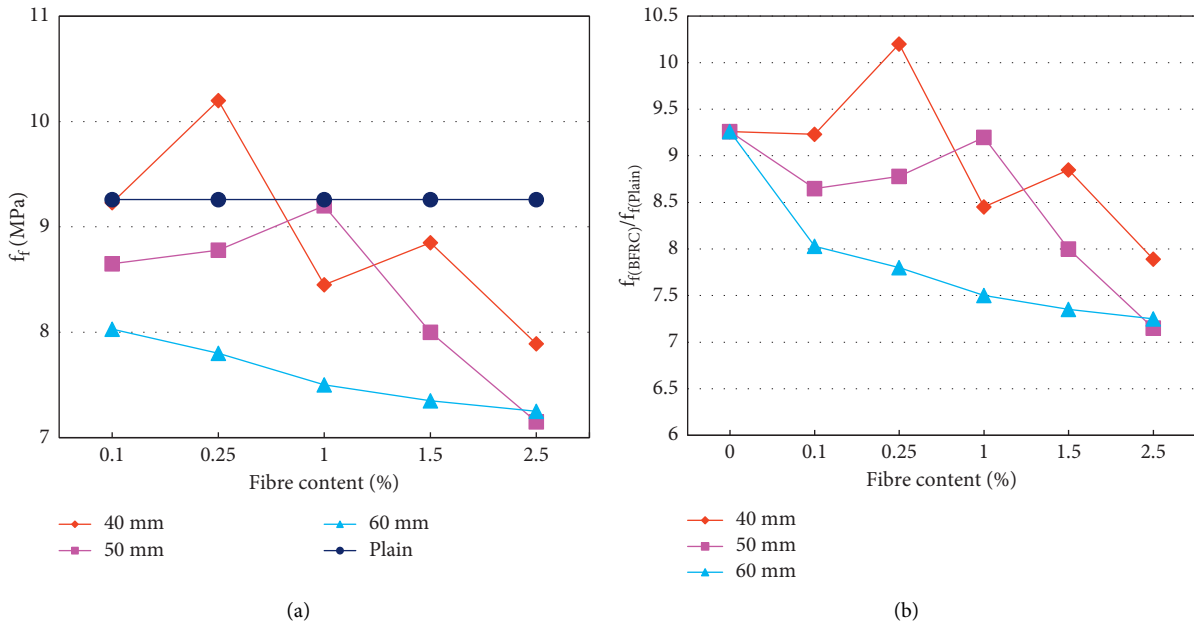 11
10
9
8
7
f_f (MPa)
0.1 0.25 1 1.5 2.5
Fibre content (%)
40 mm
50 mm
60 mm
Plain
(a)
10.5
10
9.5
9
8.5
8
7.5
7
6.5
6
f_f(BFRC)/f_f(Plain)
0 0.1 0.25 1 1.5 2.5
Fibre content (%)
40 mm
50 mm
60 mm
(b)